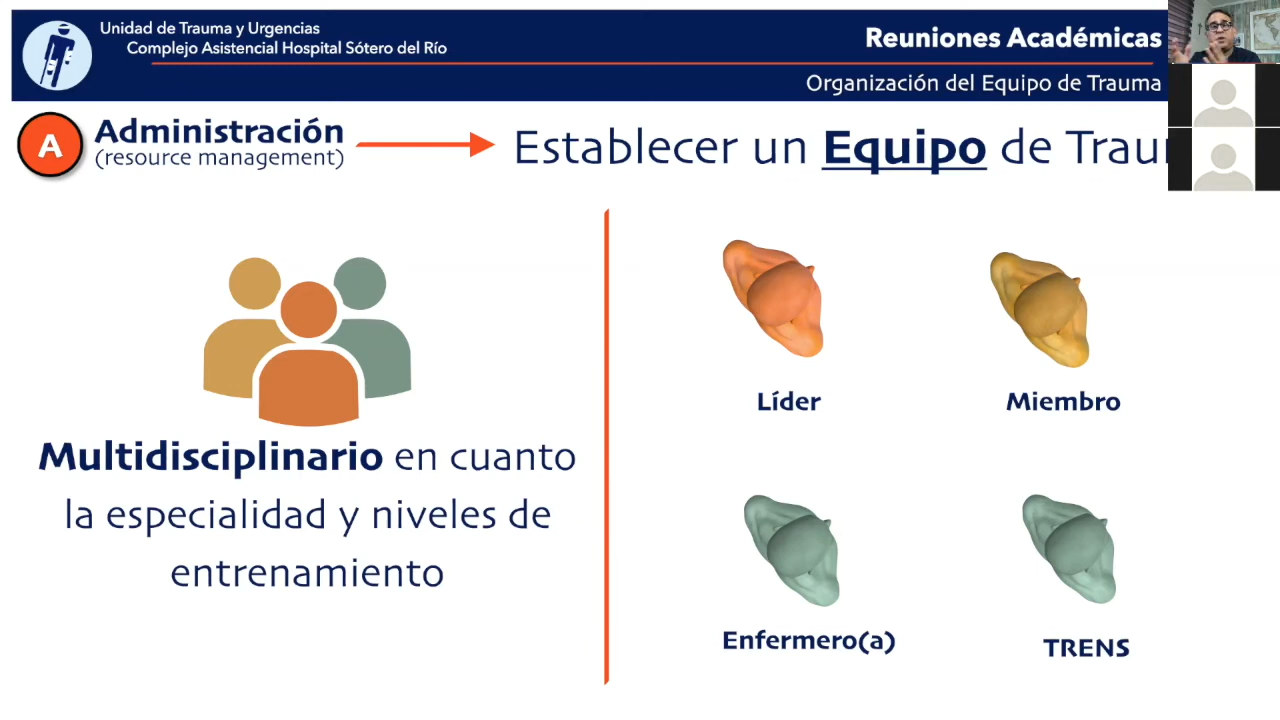 Unidad de Trauma y Urgencias
Complejo Asistencial Hospital Sótero del Río
Reuniones Académicas
Organización del Equipo de Trauma
A
Administración
(resource management)
Establecer un Equipo de
Multidisciplinario en cuanto
la especialidad y niveles de
entrenamiento
Líder
Miembro
Enfermero(a)
TRENS